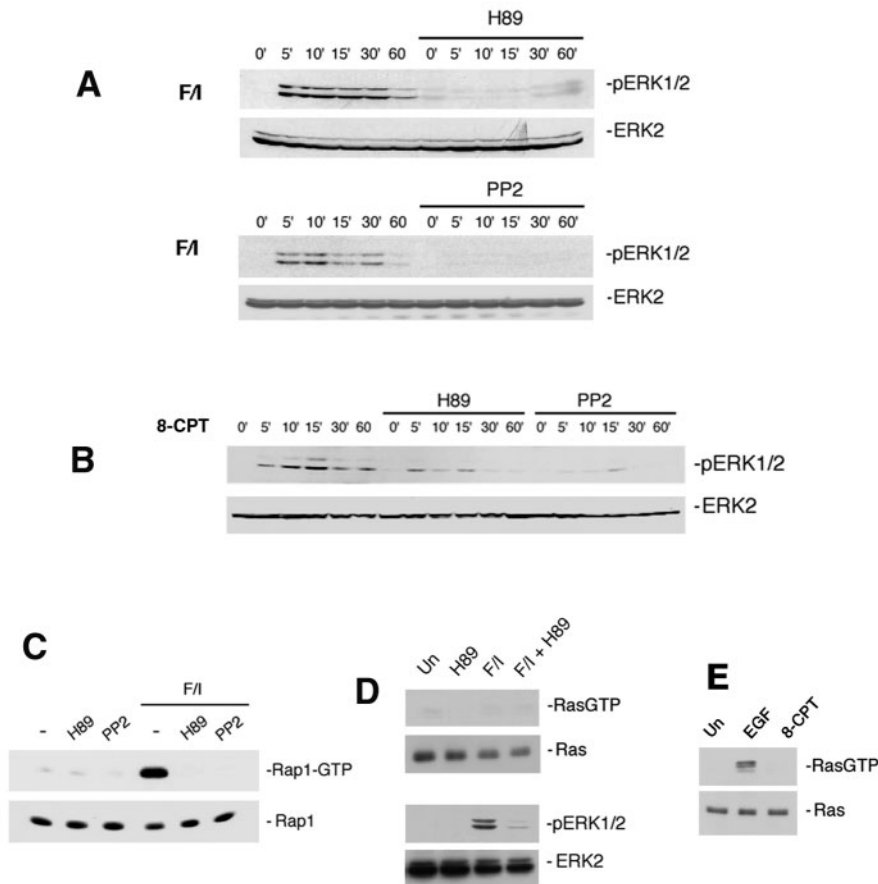 H89
0' 5' 10' 15' 30' 60 0' 5' 10' 15' 30' 60'
A F/I -pERK1/2
-ERK2
PP2
0' 5' 10' 15' 30' 60 0' 5' 10' 15' 30' 60'
F/I -pERK1/2
-ERK2
H89 PP2
8-CPT 0' 5' 10' 15' 30' 60 0' 5' 10' 15' 30' 60' 0' 5' 10' 15' 30' 60'
B -pERK1/2
-ERK2
C
F/I
- H89 PP2 - H89 PP2
-Rap1-GTP
-Rap1
D
Un H89 F/I F/I + H89
-RasGTP
-Ras
-pERK1/2
-ERK2
E
Un EGF 8-CPT
-RasGTP
-Ras